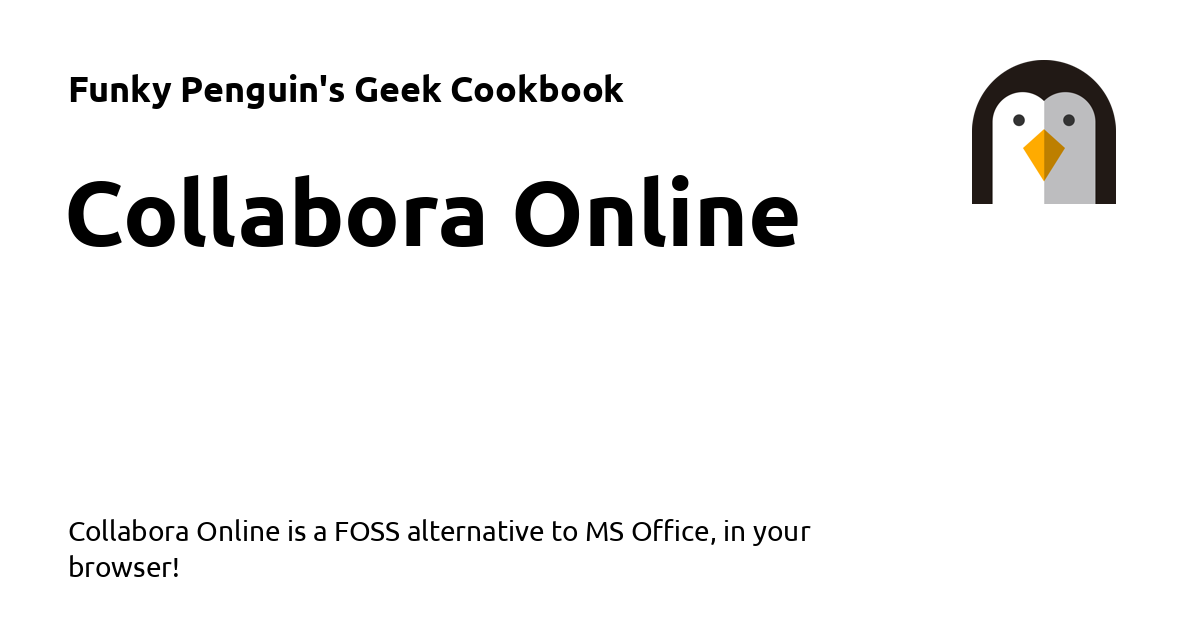 Funky Penguin's Geek Cookbook
Collabora Online
Collabora Online is a FOSS alternative to MS Office, in your
browser!